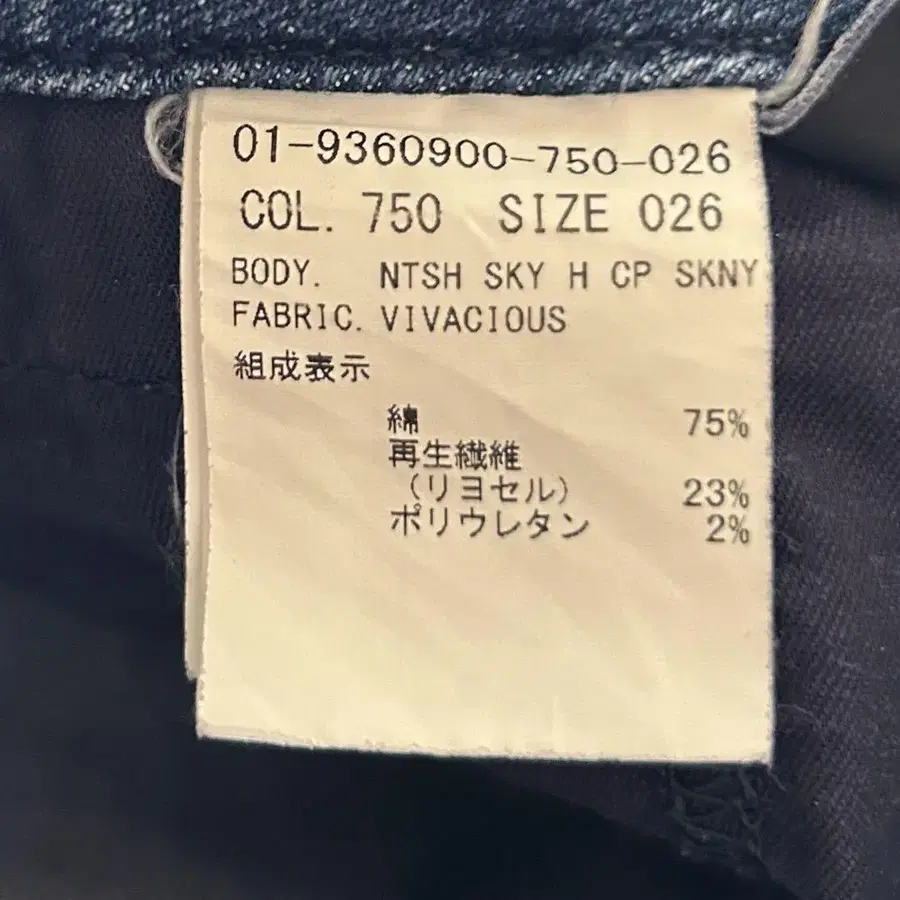 01-9360900-750-026
COL. 750 SIZE 026
BODY. NTSH SKY H CP SKNY
FABRIC. VIVACIOUS
組成表示
綿 75%
再生繊維
（リヨセル） 23%
ポリウレタン 2%